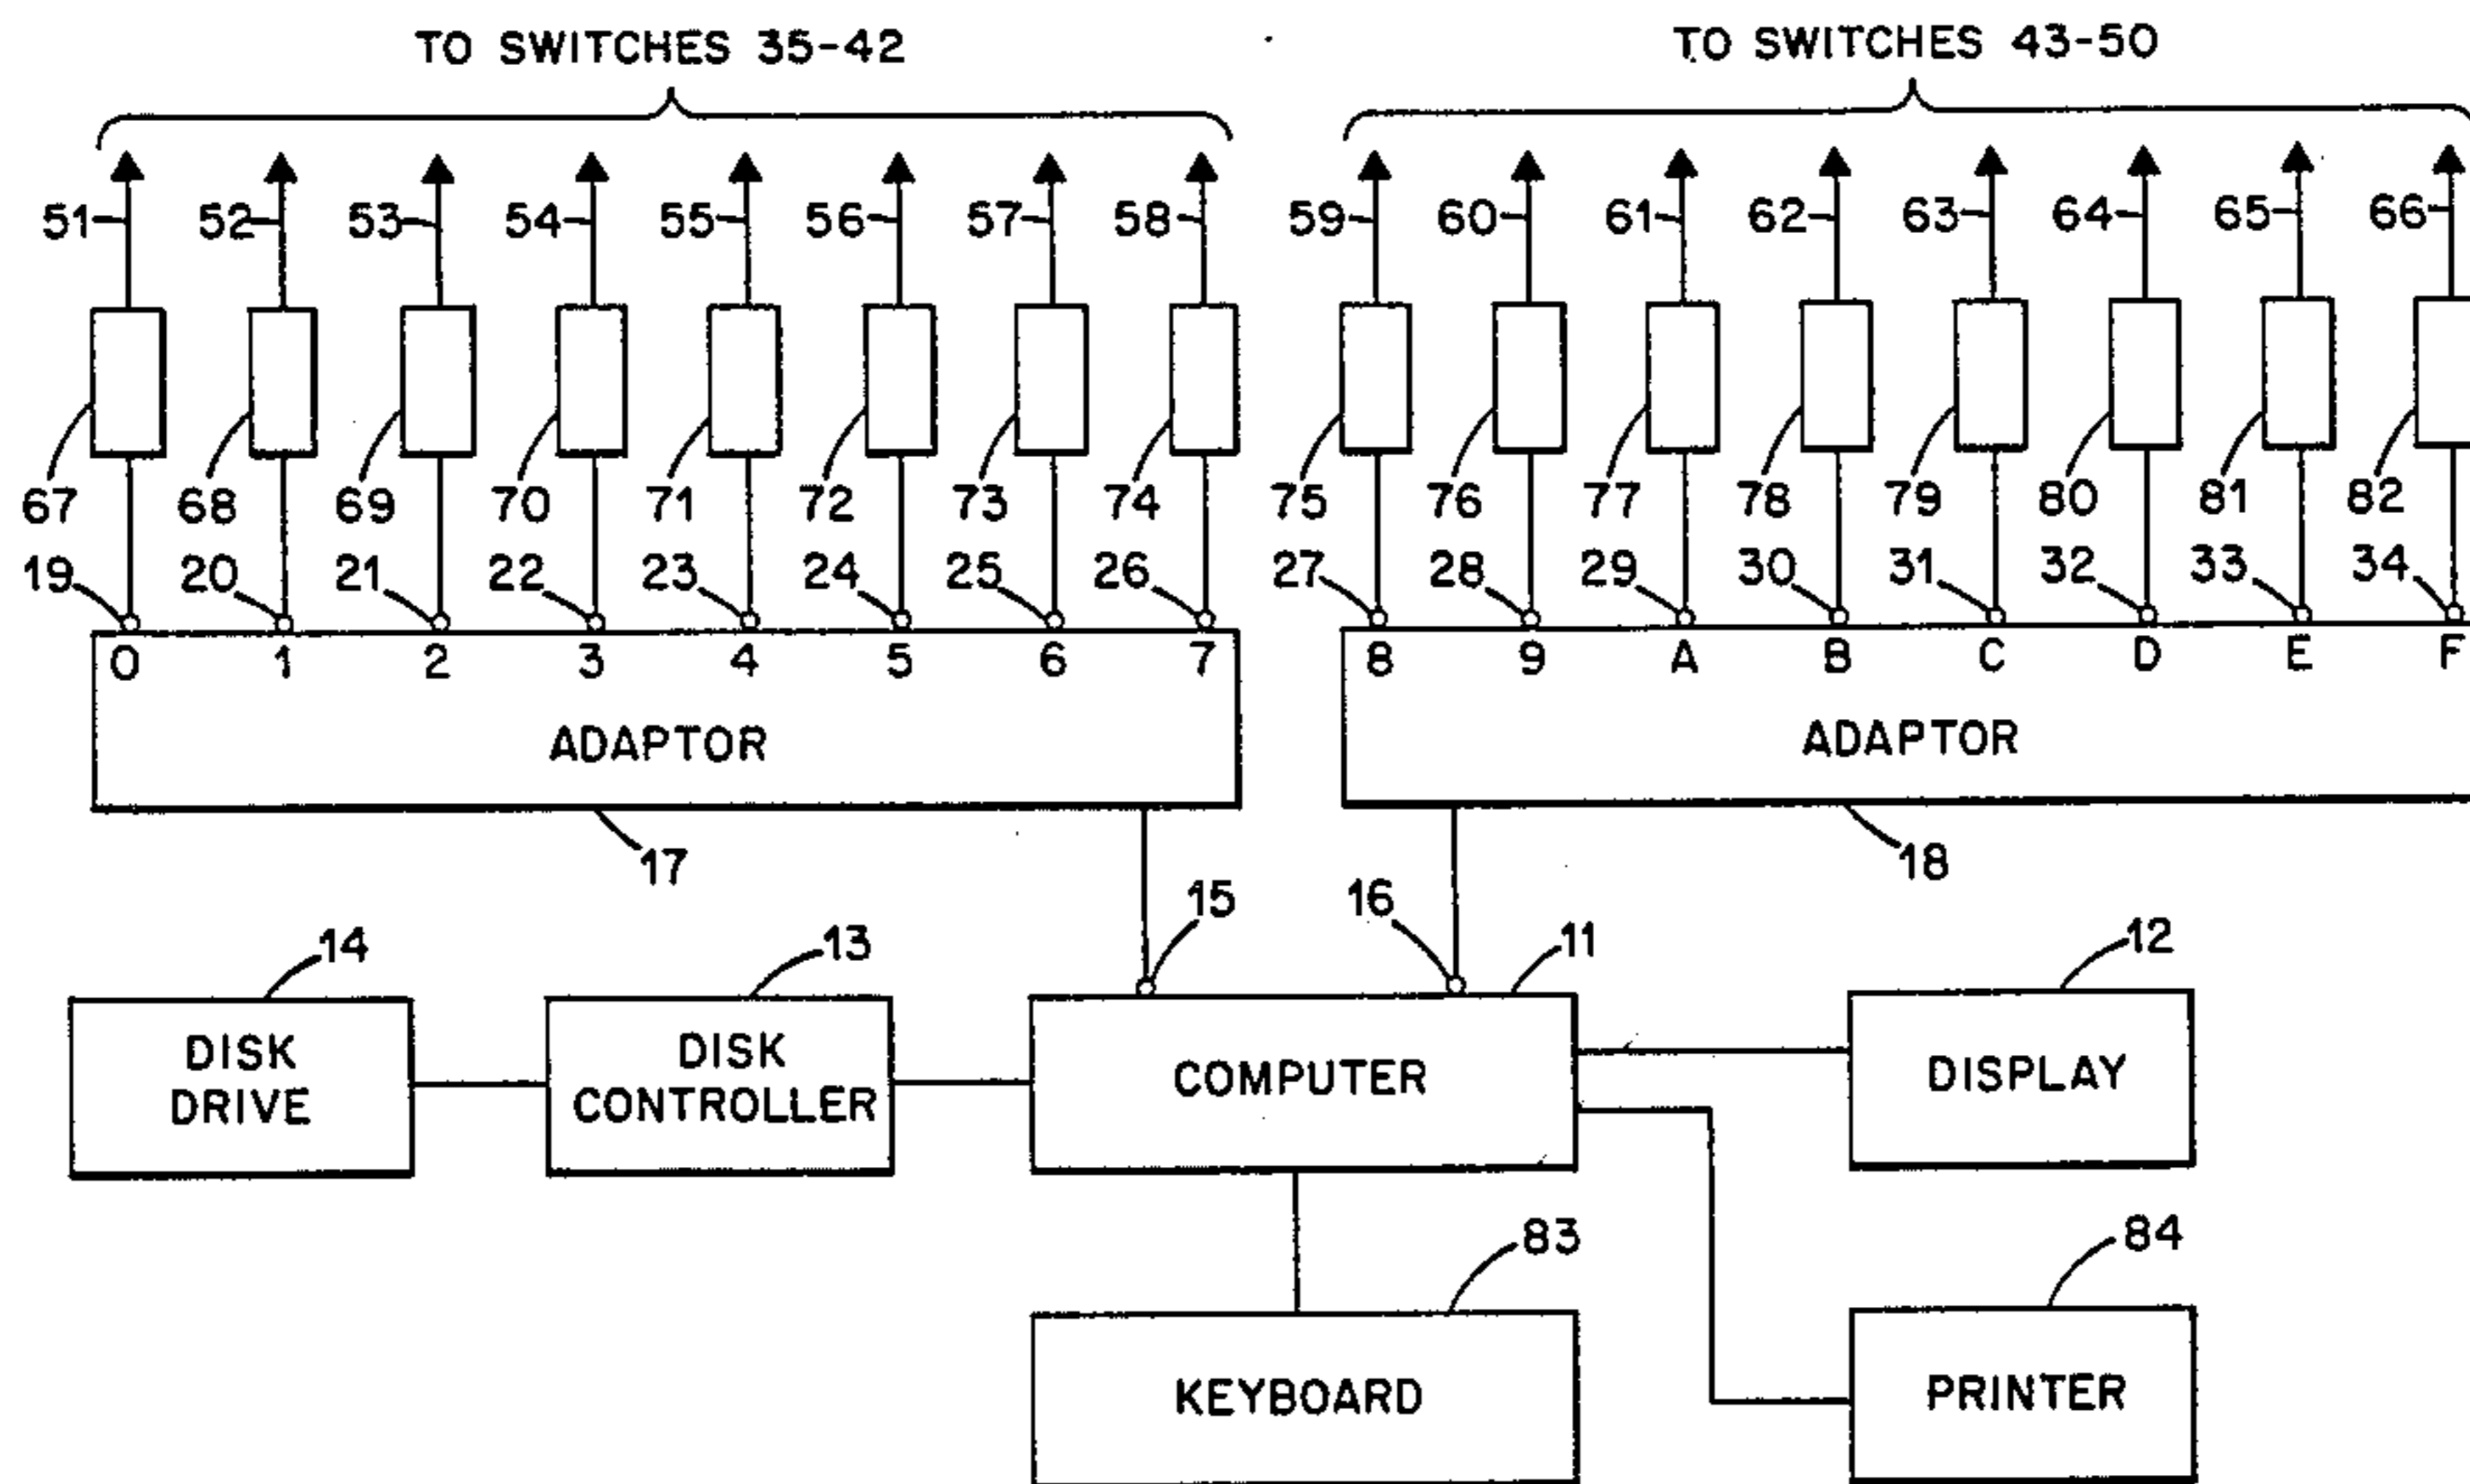 TO SWITCHES 35-42
TO SWITCHES 43-50
51 52 53 54 55 56 57 58 59 60 61 62 63 64 65 66
67 68 69 70 71 72 73 74 75 76 77 78 79 80 81 82
19 20 21 22 23 24 25 26 27 28 29 30 31 32 33 34
0 1 2 3 4 5 6 7 8 9 A B C D E F
ADAPTOR ADAPTOR
17 18
15 16
14 13 11 12
DISK
DRIVE
DISK
CONTROLLER
COMPUTER
DISPLAY
83 84
KEYBOARD
PRINTER